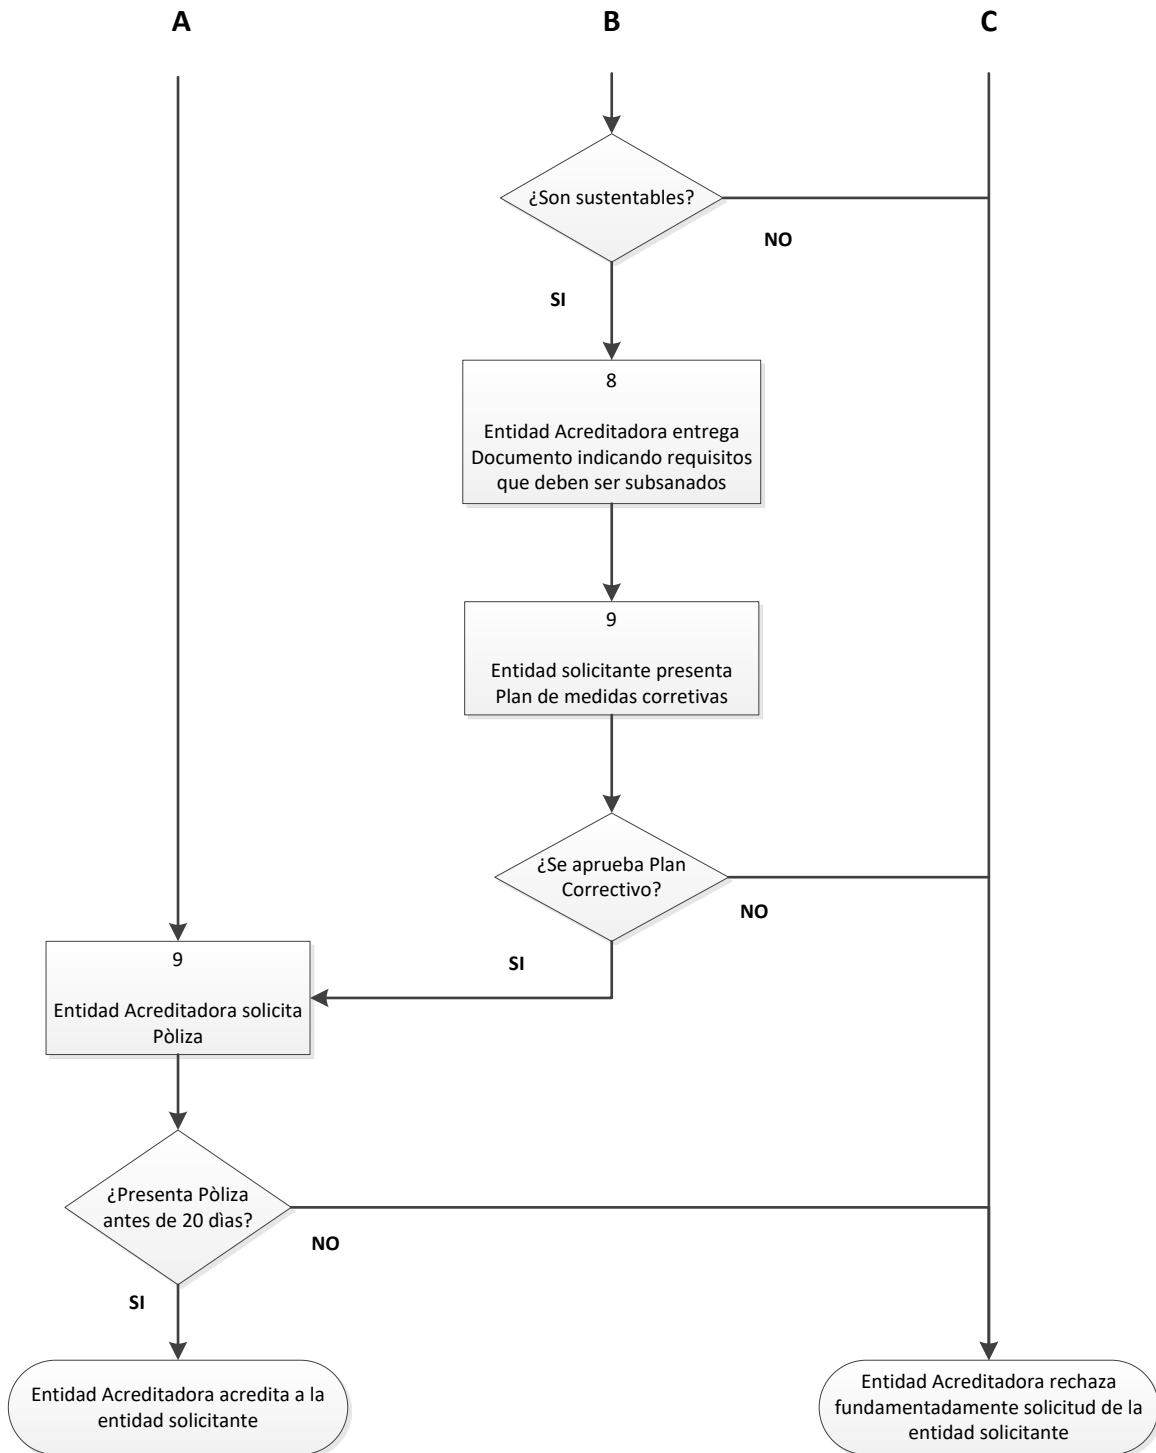 A
B
C
¿Son sustentables?
NO
SI
8
Entidad Acreditadora entrega
Documento indicando requisitos
que deben ser subsanados
9
Entidad solicitante presenta
Plan de medidas corretivas
¿Se aprueba Plan
Correctivo?
NO
SI
9
Entidad Acreditadora solicita
Pòliza
¿Presenta Pòliza
antes de 20 dìas?
NO
SI
Entidad Acreditadora acredita a la
entidad solicitante
Entidad Acreditadora rechaza
fundamentadamente solicitud de la
entidad solicitante